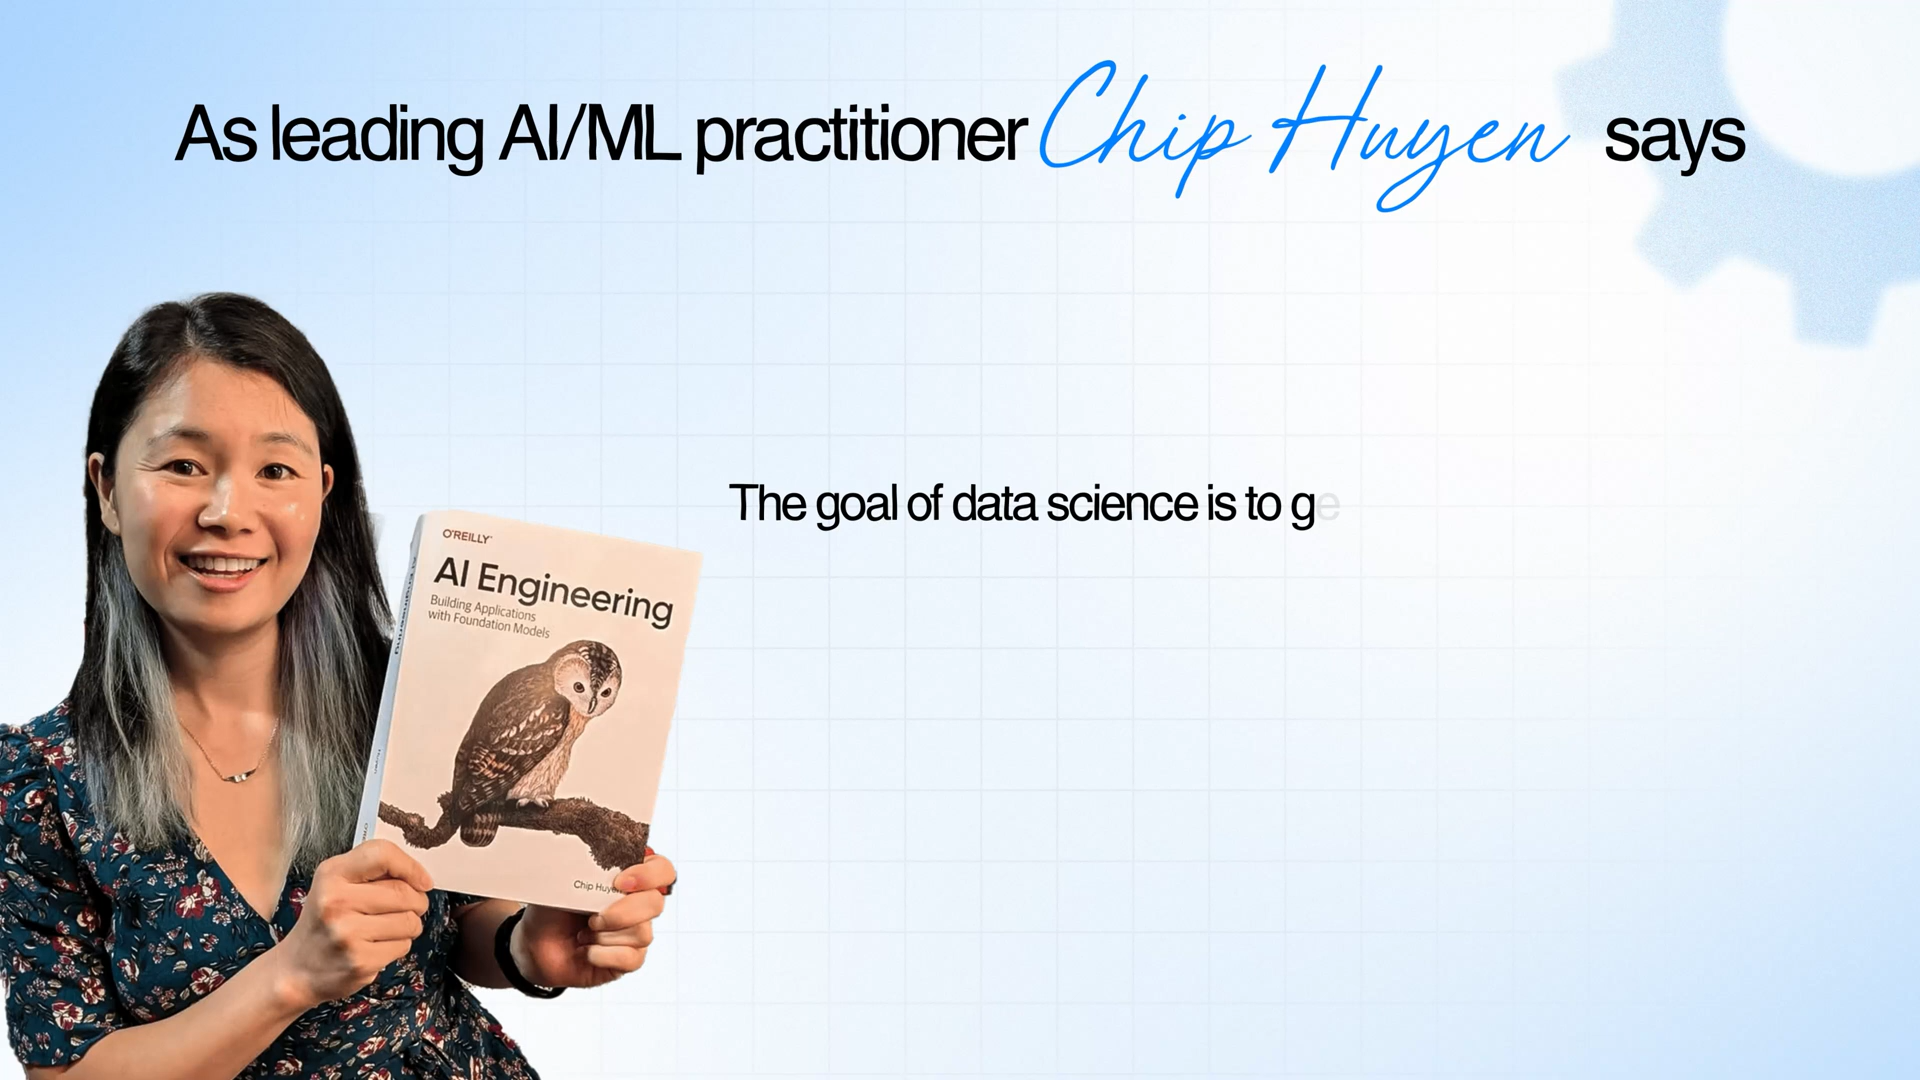 As leading AI/ML practitioner Chip Huyen says
The goal of data science is to ge
O'REILLY
AI Engineering
Building Applications
with Foundation Models
Chip Huyen